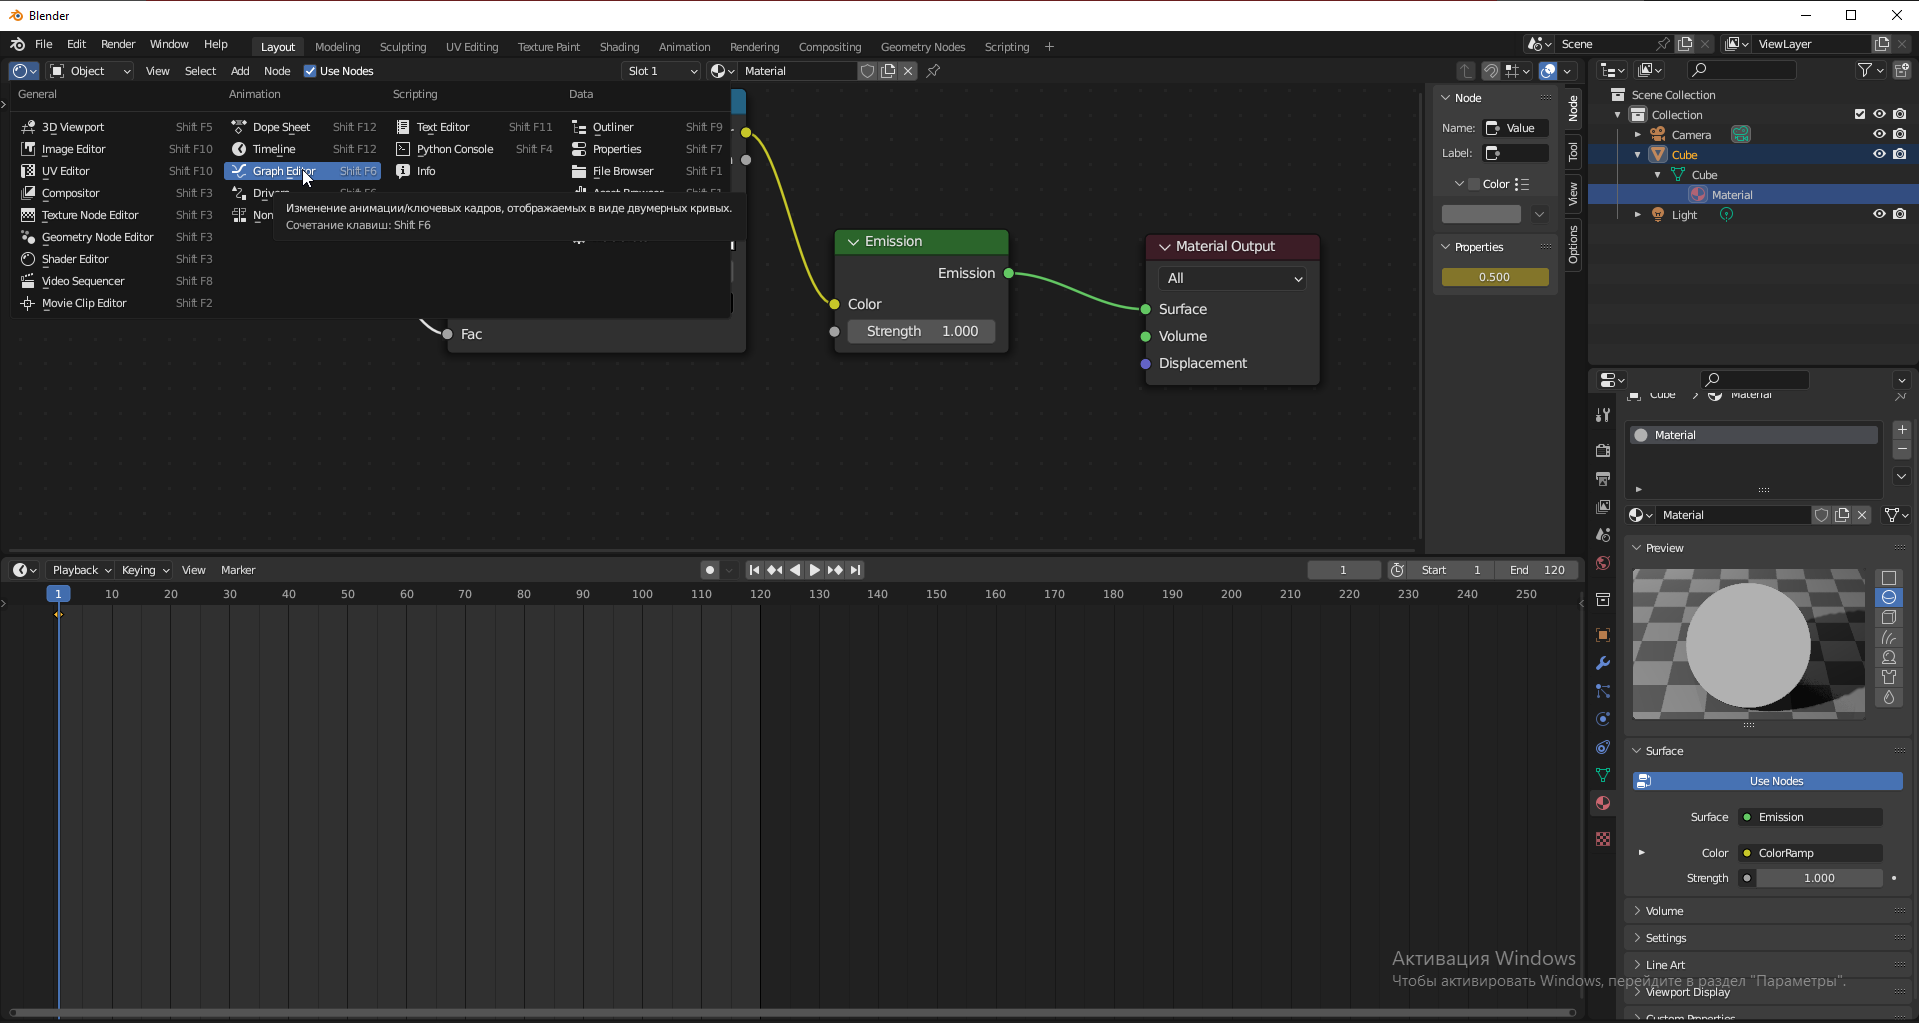 Blender
File Edit Render Window Help Layout Modeling Sculpting UV Editing Texture Paint Shading Animation Rendering Compositing Geometry Nodes Scripting Scene ViewLayer
Object View Select Add Node Use Nodes Slot 1 Material
General Animation Scripting Data
3D Viewport Shift F5 Dope Sheet Shift F12 Text Editor Shift F11 Outliner Shift F9
Image Editor Shift F10 Timeline Shift F12 Python Console Shift F4 Properties Shift F7
UV Editor Shift F10 Graph Editor Shift F6 Info File Browser Shift F1
Compositor Shift F3
Texture Node Editor Shift F3
Geometry Node Editor Shift F3
Shader Editor Shift F3
Video Sequencer Shift F8
Movie Clip Editor Shift F2
Изменение анимации/ключевых кадров, отображаемых в виде двумерных кривых.
Сочетание клавиш: Shift F6
Fac
Emission
Emission
Color
Strength 1.000
Material Output
All
Surface
Volume
Displacement
Node
Name: Value
Label:
Color
Properties
0.500
Node
Tool
View
Options
Scene Collection
Collection
Camera
Cube
Cube
Material
Light
Cube Material
Material
Material
Preview
Surface
Use Nodes
Surface Emission
Color ColorRamp
Strength 1.000
Volume
Settings
Line Art
Viewport Display
Custom Properties
Playback Keying View Marker 1 Start 1 End 120
1 10 20 30 40 50 60 70 80 90 100 110 120 130 140 150 160 170 180 190 200 210 220 230 240 250
Активация Windows
Чтобы активировать Windows, перейдите в раздел "Параметры".